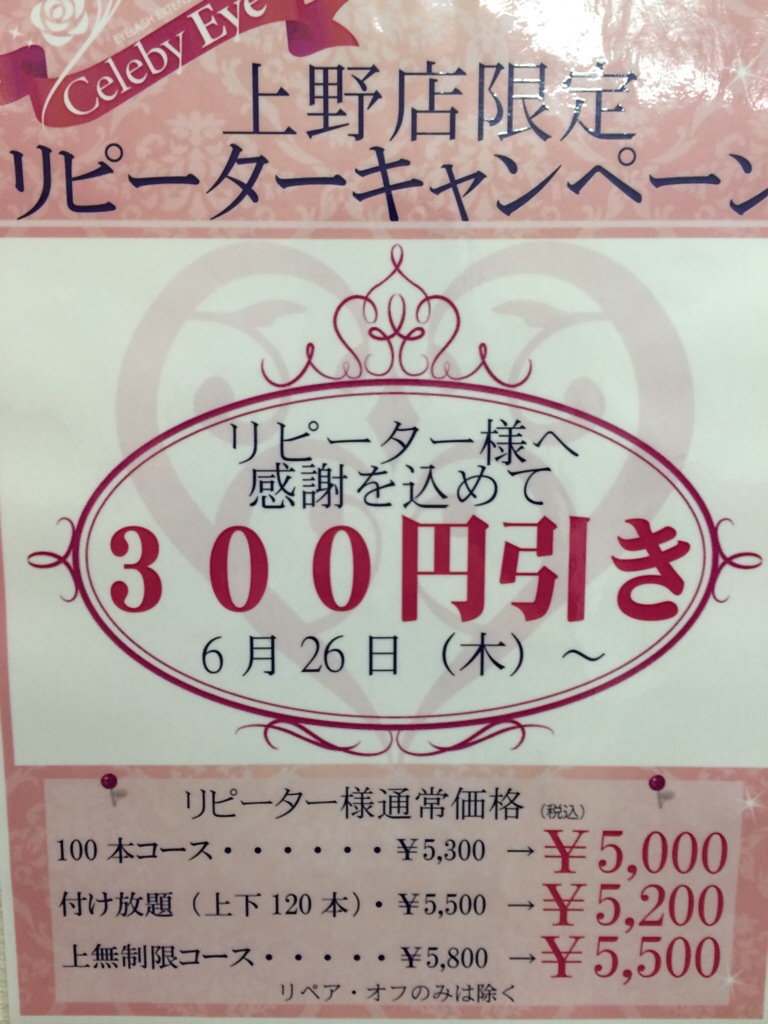 EYELASH EXTEN
Celeby Eye
上野店限定
リピーターキャンペーン
リピーター様へ
感謝を込めて
３００円引き
6月26日（木）～
リピーター様通常価格（税込）
100本コース・・・・・・¥5,300 →¥5,000
付け放題（上下120本）・¥5,500 →¥5,200
上無制限コース・・・・・¥5,800 →¥5,500
リペア・オフのみは除く